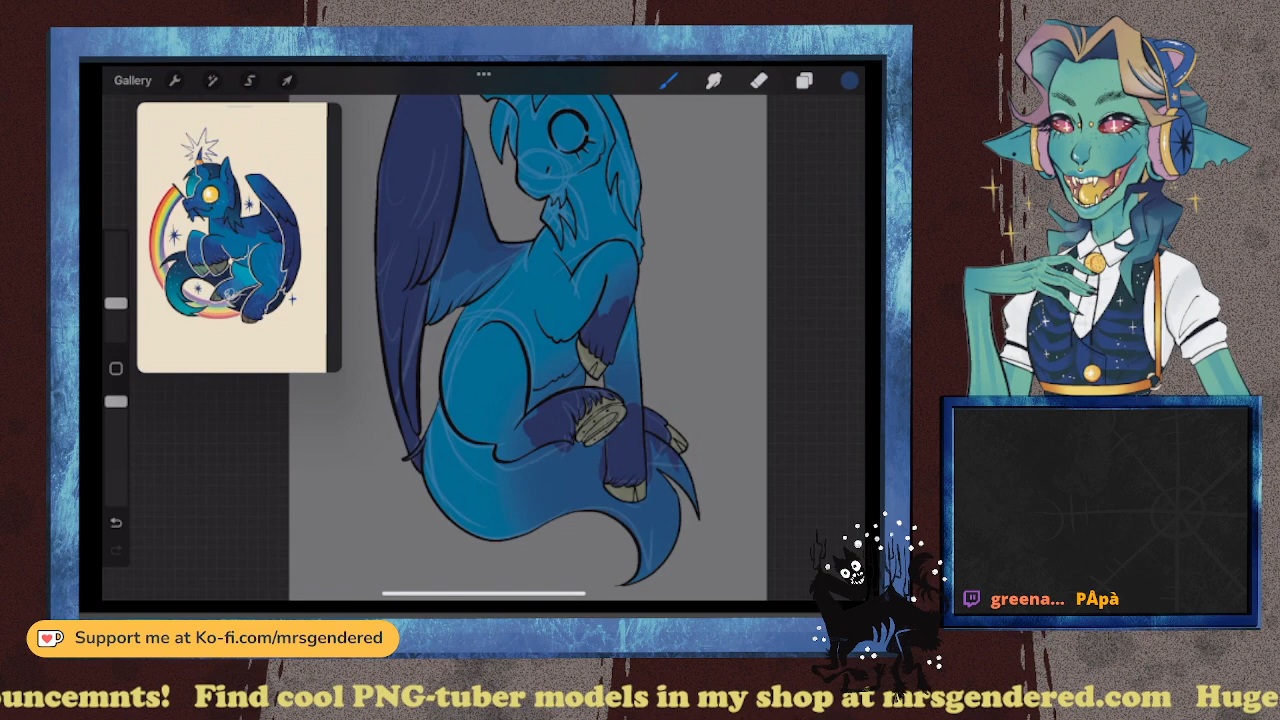 Gallery
greena... PApà
Support me at Ko-fi.com/mrsgendered
ouncemnts! Find cool PNG-tuber models in my shop at mrsgendered.com Huge